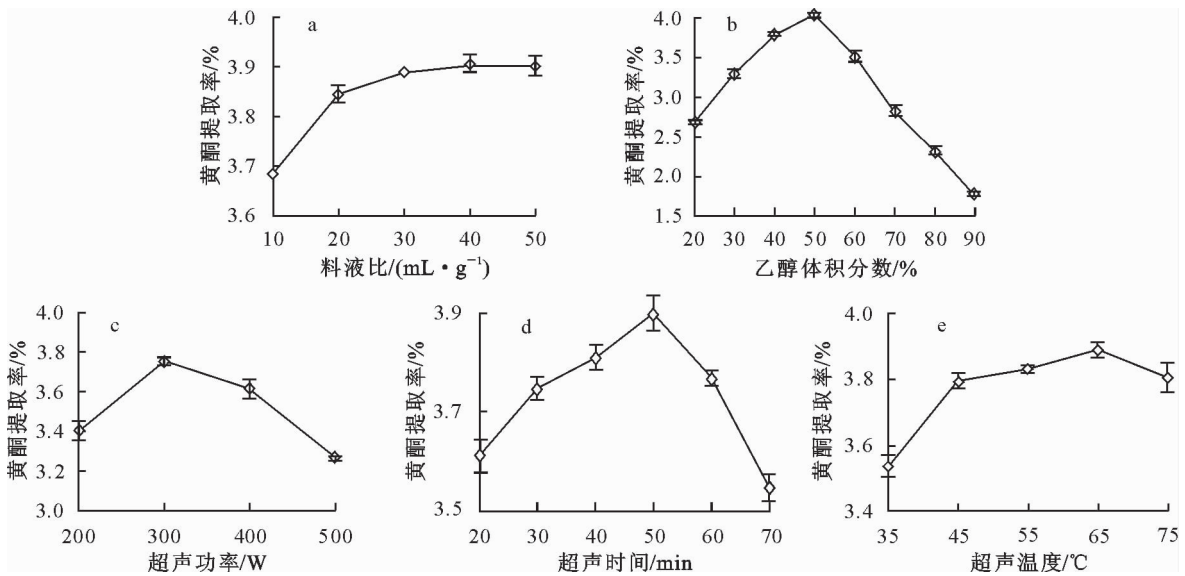 a
黄酮提取率/%
4.0
3.9
3.8
3.7
3.6
10 20 30 40 50
料液比/(mL·g⁻¹)
b
黄酮提取率/%
4.0
3.5
3.0
2.5
2.0
1.5
20 30 40 50 60 70 80 90
乙醇体积分数/%
c
黄酮提取率/%
4.0
3.8
3.6
3.4
3.2
3.0
200 300 400 500
超声功率/W
d
黄酮提取率/%
3.9
3.7
3.5
20 30 40 50 60 70
超声时间/min
e
黄酮提取率/%
4.0
3.8
3.6
3.4
35 45 55 65 75
超声温度/℃